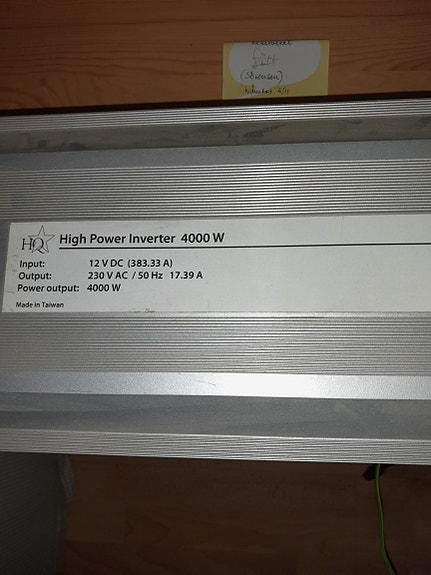 (Sörensen)
HQ
High Power Inverter 4000 W
Input: 12 V DC (383.33 A)
Output: 230 V AC / 50 Hz 17.39 A
Power output: 4000 W
Made in Taiwan